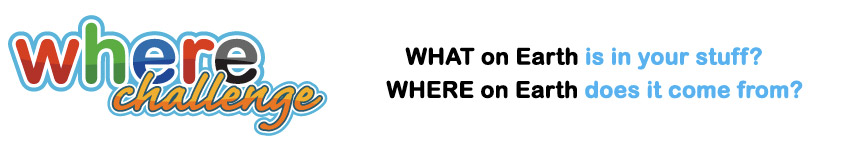 where
challenge
WHAT on Earth is in your stuff?
WHERE on Earth does it come from?